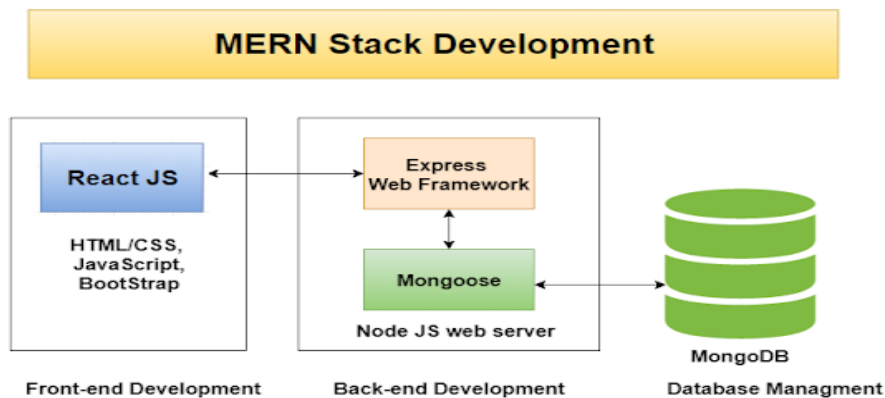 MERN Stack Development
React JS
HTML/CSS,
JavaScript,
BootStrap
Front-end Development
Express
Web Framework
Mongoose
Node JS web server
Back-end Development
MongoDB
Database Managment